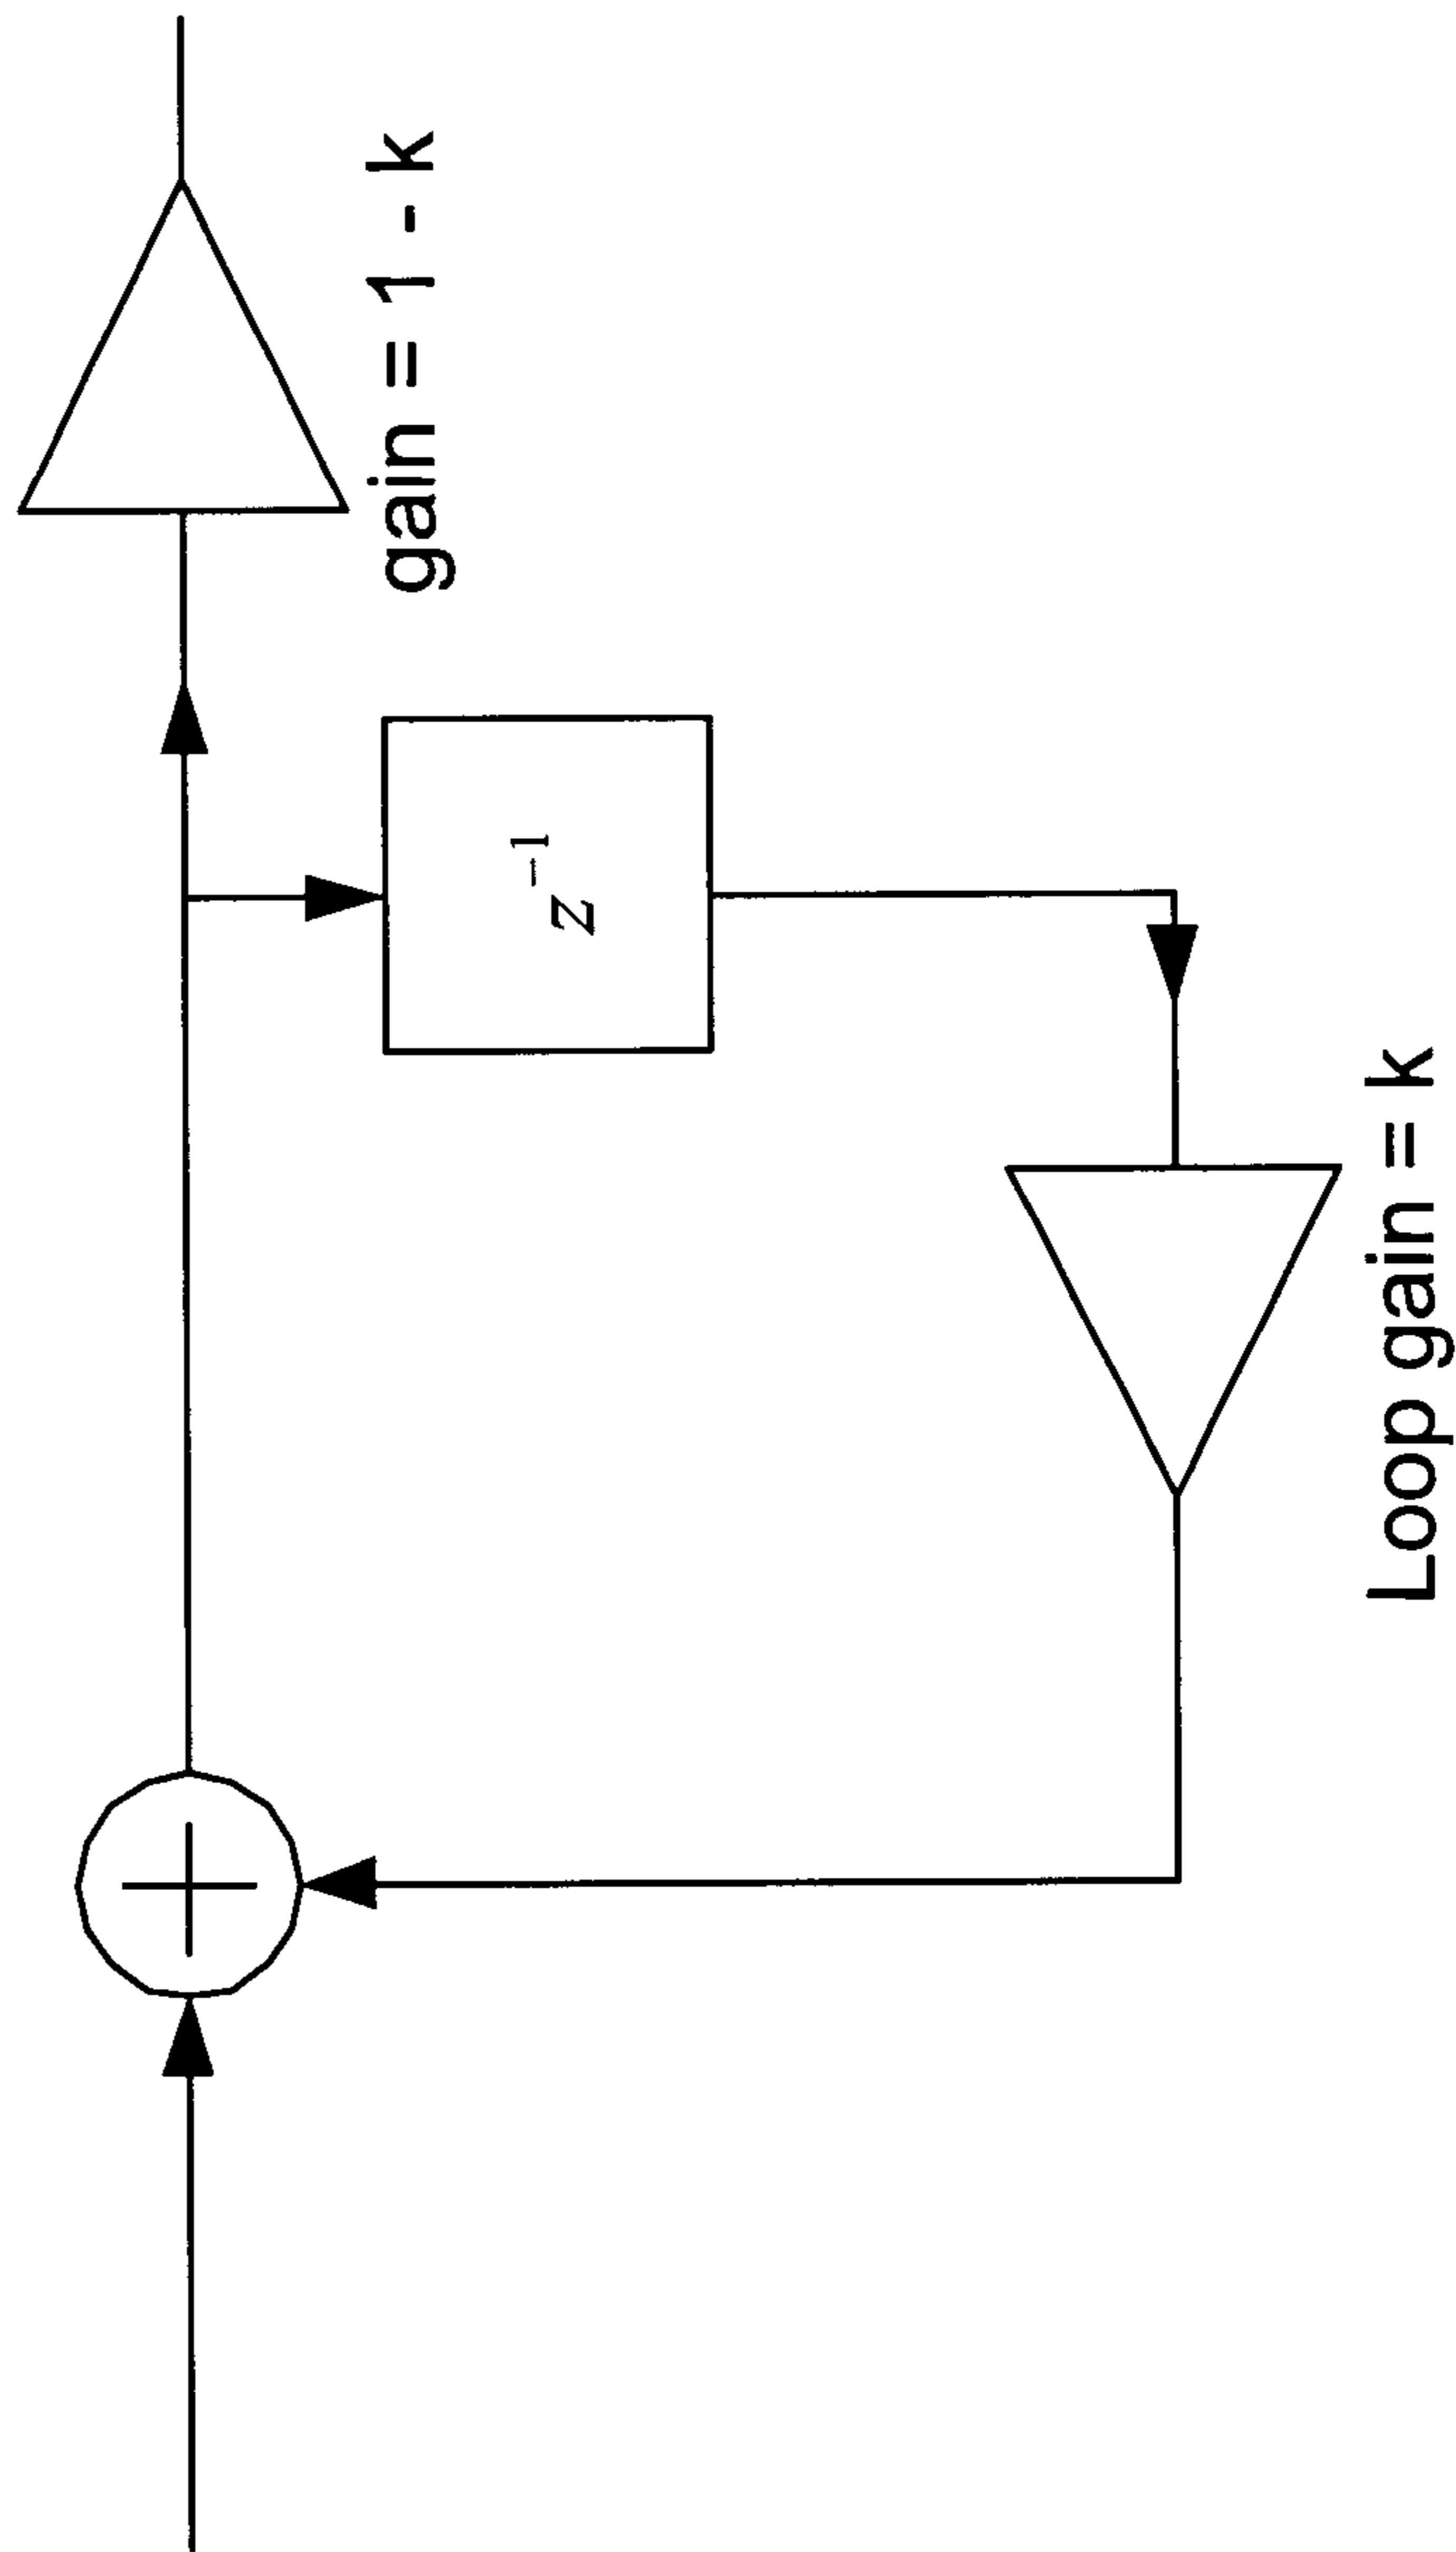 gain = 1 - k
z⁻¹
Loop gain = k